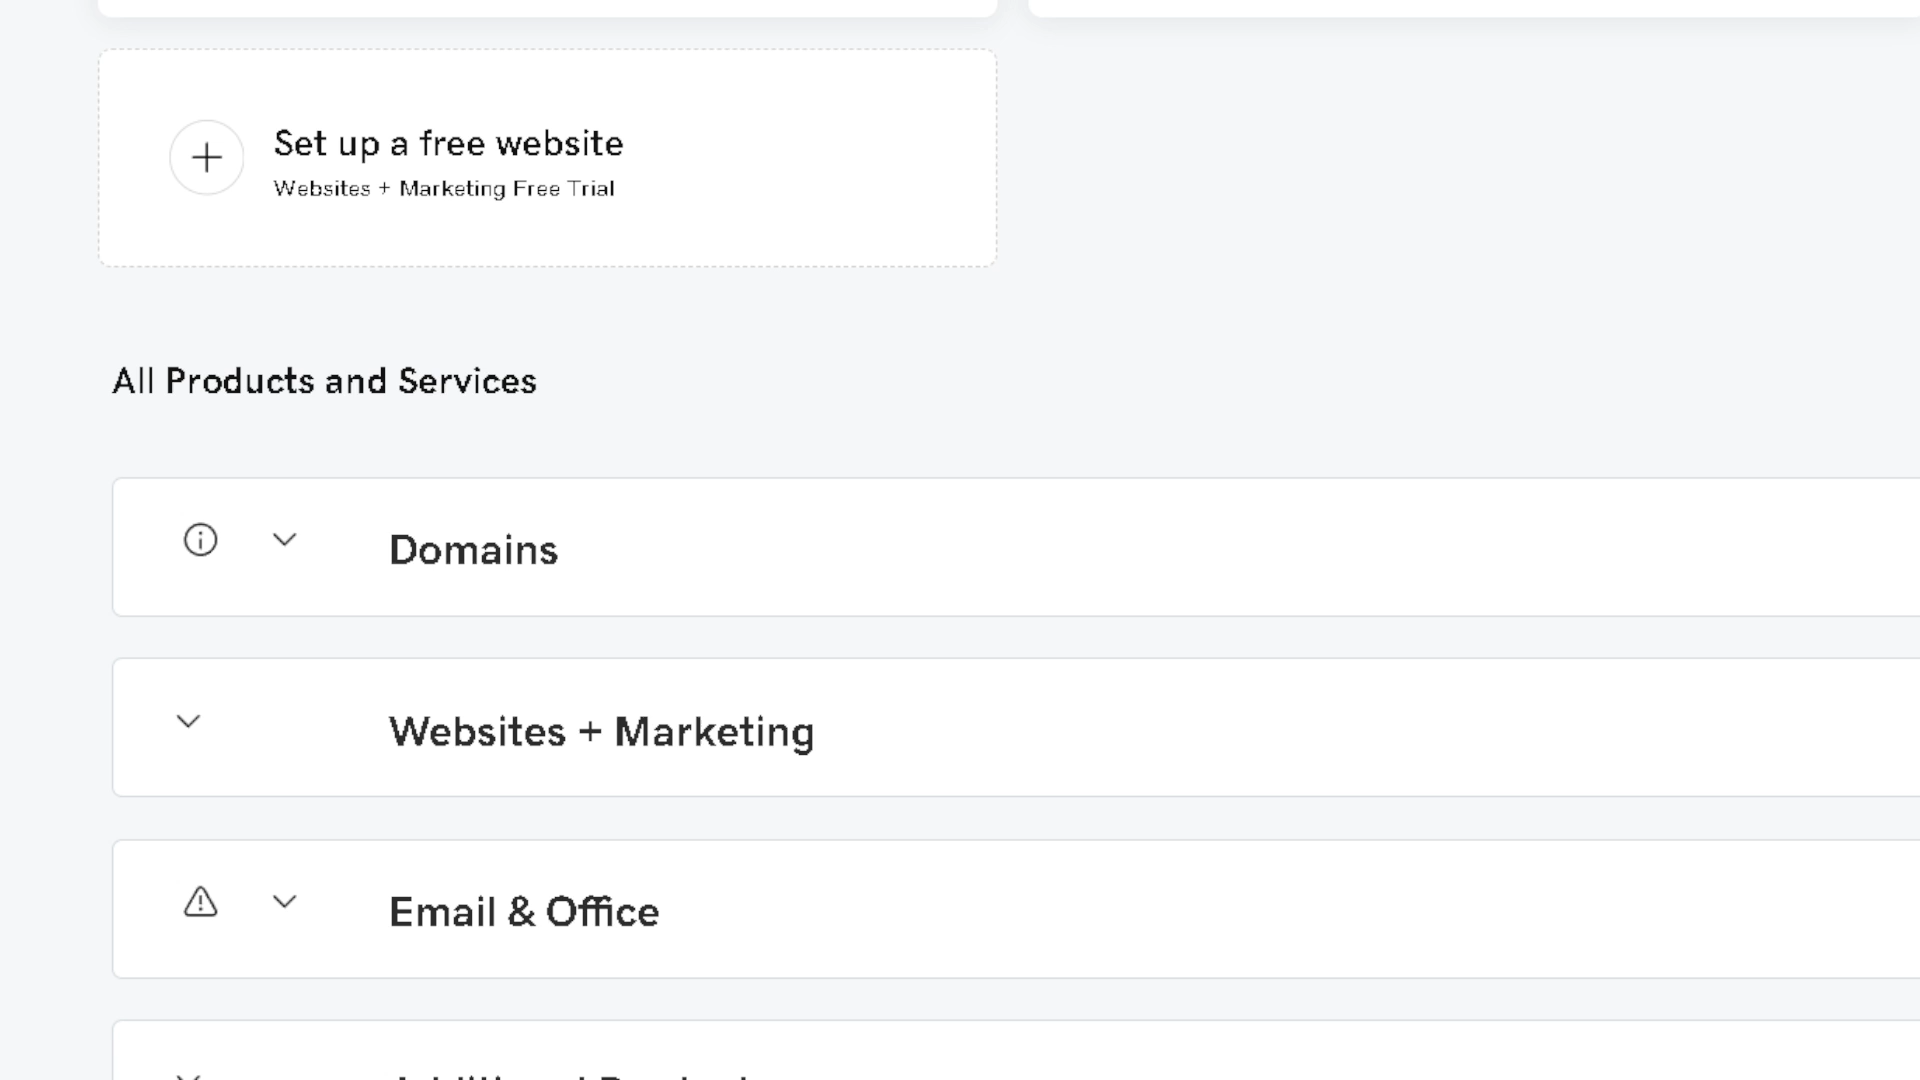 Set up a free website
Websites + Marketing Free Trial
All Products and Services
Domains
Websites + Marketing
Email & Office